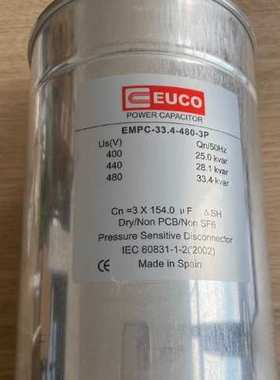 EUCO
POWER CAPACITOR
EMPC-33.4-480-3P
Us(V) Qn/50Hz
400 25.0 kvar
440 28.1 kvar
480 33.4 kvar
Cn =3 X 154.0 µF Δ SH
Dry/Non PCB/Non SF6
Pressure Sensitive Disconnector
IEC 60831-1-2(2002)
CE Made in Spain